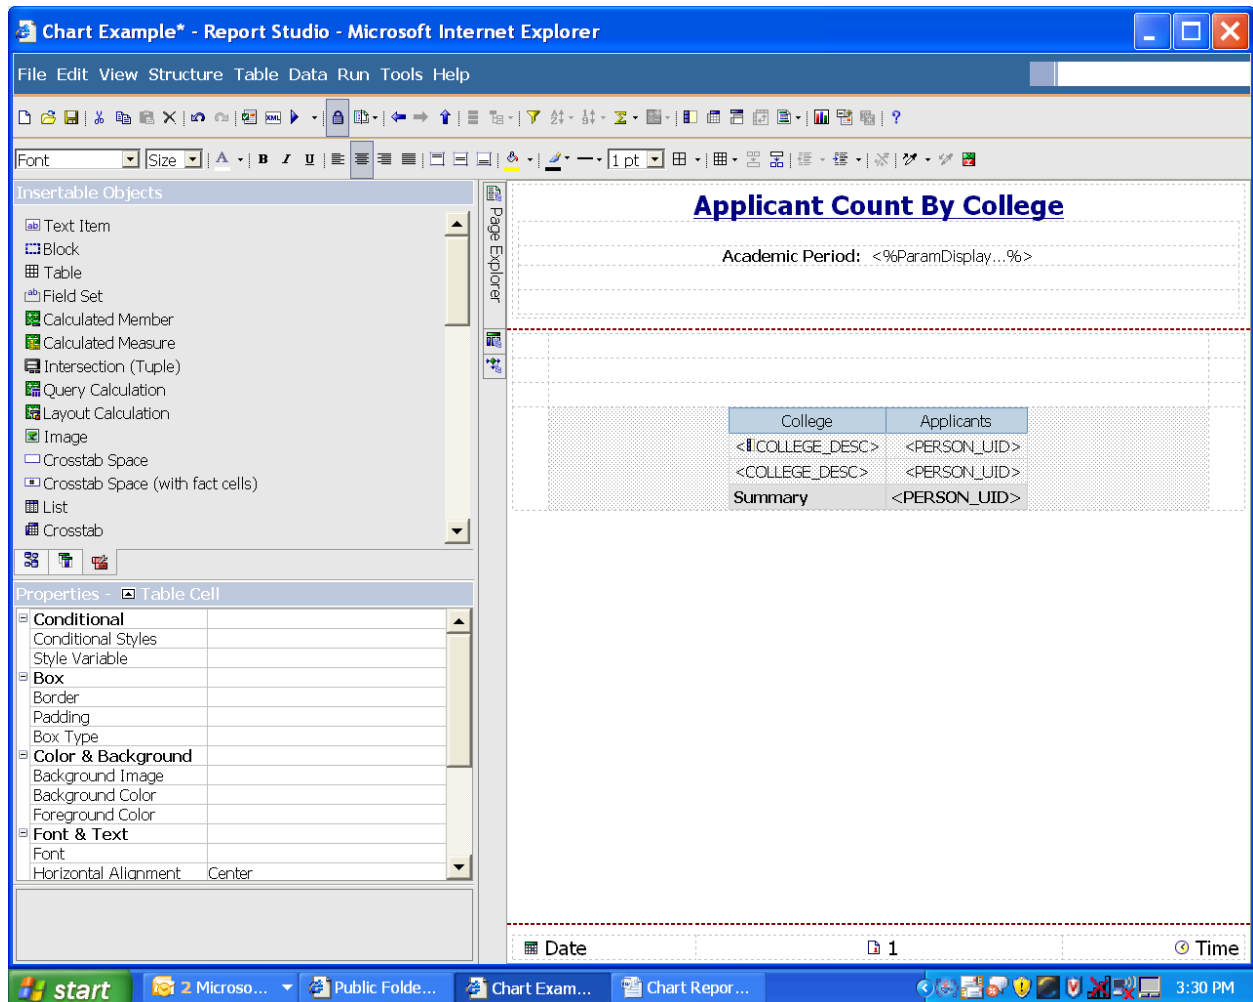 Chart Example* - Report Studio - Microsoft Internet Explorer
File Edit View Structure Table Data Run Tools Help
Font Size A B I U 1 pt
Insertable Objects
Text Item
Block
Table
Field Set
Calculated Member
Calculated Measure
Intersection (Tuple)
Query Calculation
Layout Calculation
Image
Crosstab Space
Crosstab Space (with fact cells)
List
Crosstab
Properties - Table Cell
Conditional
Conditional Styles
Style Variable
Box
Border
Padding
Box Type
Color & Background
Background Image
Background Color
Foreground Color
Font & Text
Font
Horizontal Alignment Center
Page Explorer
Applicant Count By College
Academic Period: <%ParamDisplay...%>
College Applicants
<COLLEGE_DESC> <PERSON_UID>
<COLLEGE_DESC> <PERSON_UID>
Summary <PERSON_UID>
Date 1 Time
start 2 Microso... Public Folde... Chart Exam... Chart Repor... 3:30 PM